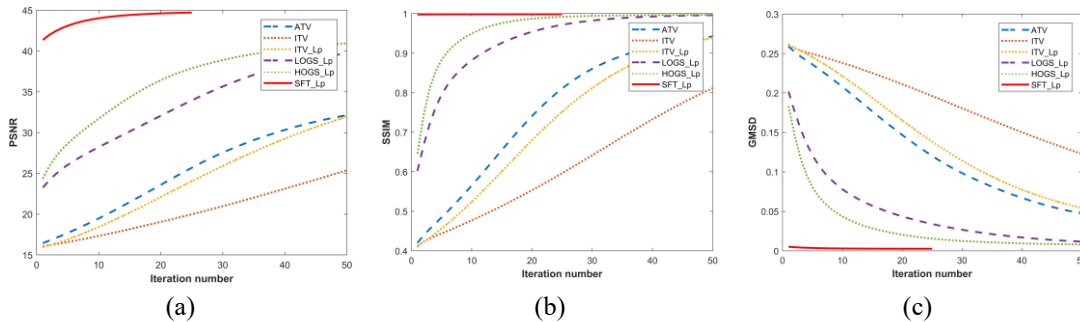 45
40
35
30
25
20
15
PSNR
0 10 20 30 40 50
Iteration number
ATV
ITV
ITV_Lp
LOGS_Lp
HOGS_Lp
SFT_Lp
(a)
1
0.9
0.8
0.7
0.6
0.5
0.4
SSIM
0 10 20 30 40 50
Iteration number
ATV
ITV
ITV_Lp
LOGS_Lp
HOGS_Lp
SFT_Lp
(b)
0.3
0.25
0.2
0.15
0.1
0.05
0
GMSD
0 10 20 30 40 50
Iteration number
ATV
ITV
ITV_Lp
LOGS_Lp
HOGS_Lp
SFT_Lp
(c)